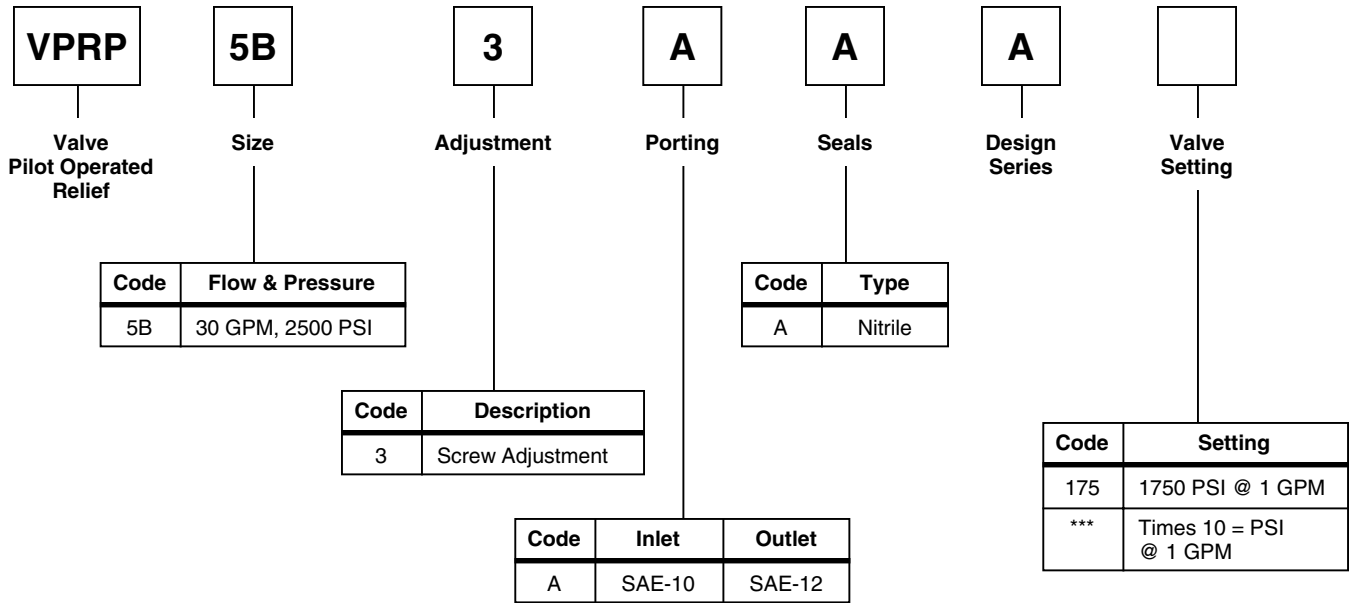 VPRP 5B 3 A A A
Valve
Pilot Operated
Relief
Size
Adjustment
Porting
Seals
Design
Series
Valve
Setting
Code Flow & Pressure
5B 30 GPM, 2500 PSI
Code Type
A Nitrile
Code Description
3 Screw Adjustment
Code Setting
175 1750 PSI @ 1 GPM
*** Times 10 = PSI
@ 1 GPM
Code Inlet Outlet
A SAE-10 SAE-12